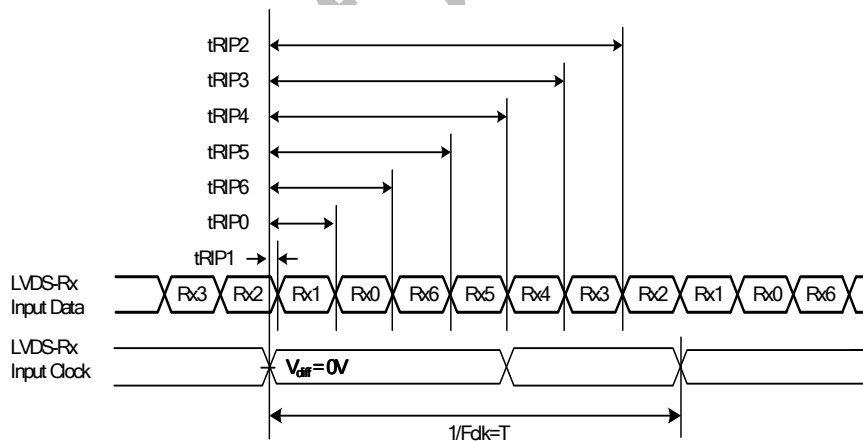 tRIP2
tRIP3
tRIP4
tRIP5
tRIP6
tRIP0
tRIP1
LVDS-Rx
Input Data
Rx3 Rx2 Rx1 Rx0 Rx6 Rx5 Rx4 Rx3 Rx2 Rx1 Rx0 Rx6
LVDS-Rx
Input Clock
Vdiff = 0V
1/Fclk=T